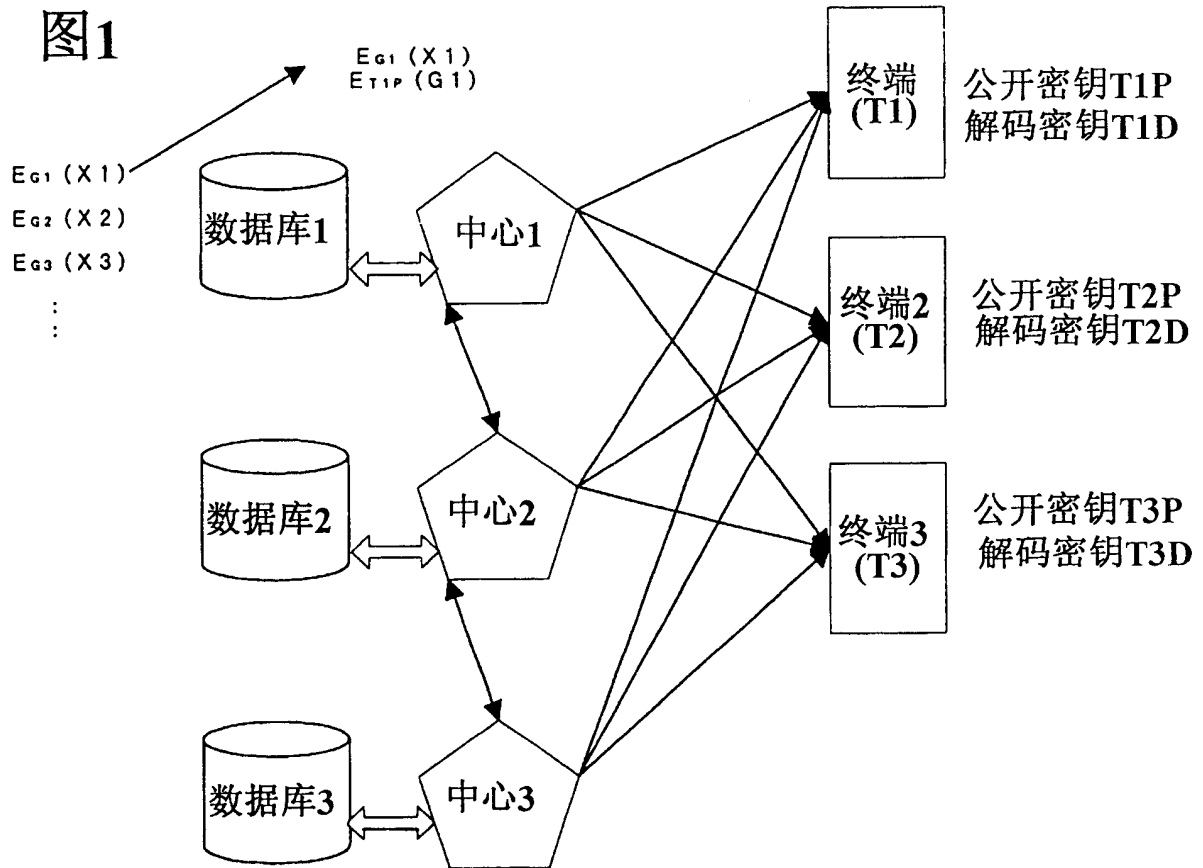 图1
EG1 (X1)
ET1P (G1)
EG1 (X1)
EG2 (X2)
EG3 (X3)
数据库1
中心1
终端
(T1)
公开密钥T1P
解码密钥T1D
终端2
(T2)
公开密钥T2P
解码密钥T2D
数据库2
中心2
终端3
(T3)
公开密钥T3P
解码密钥T3D
数据库3
中心3